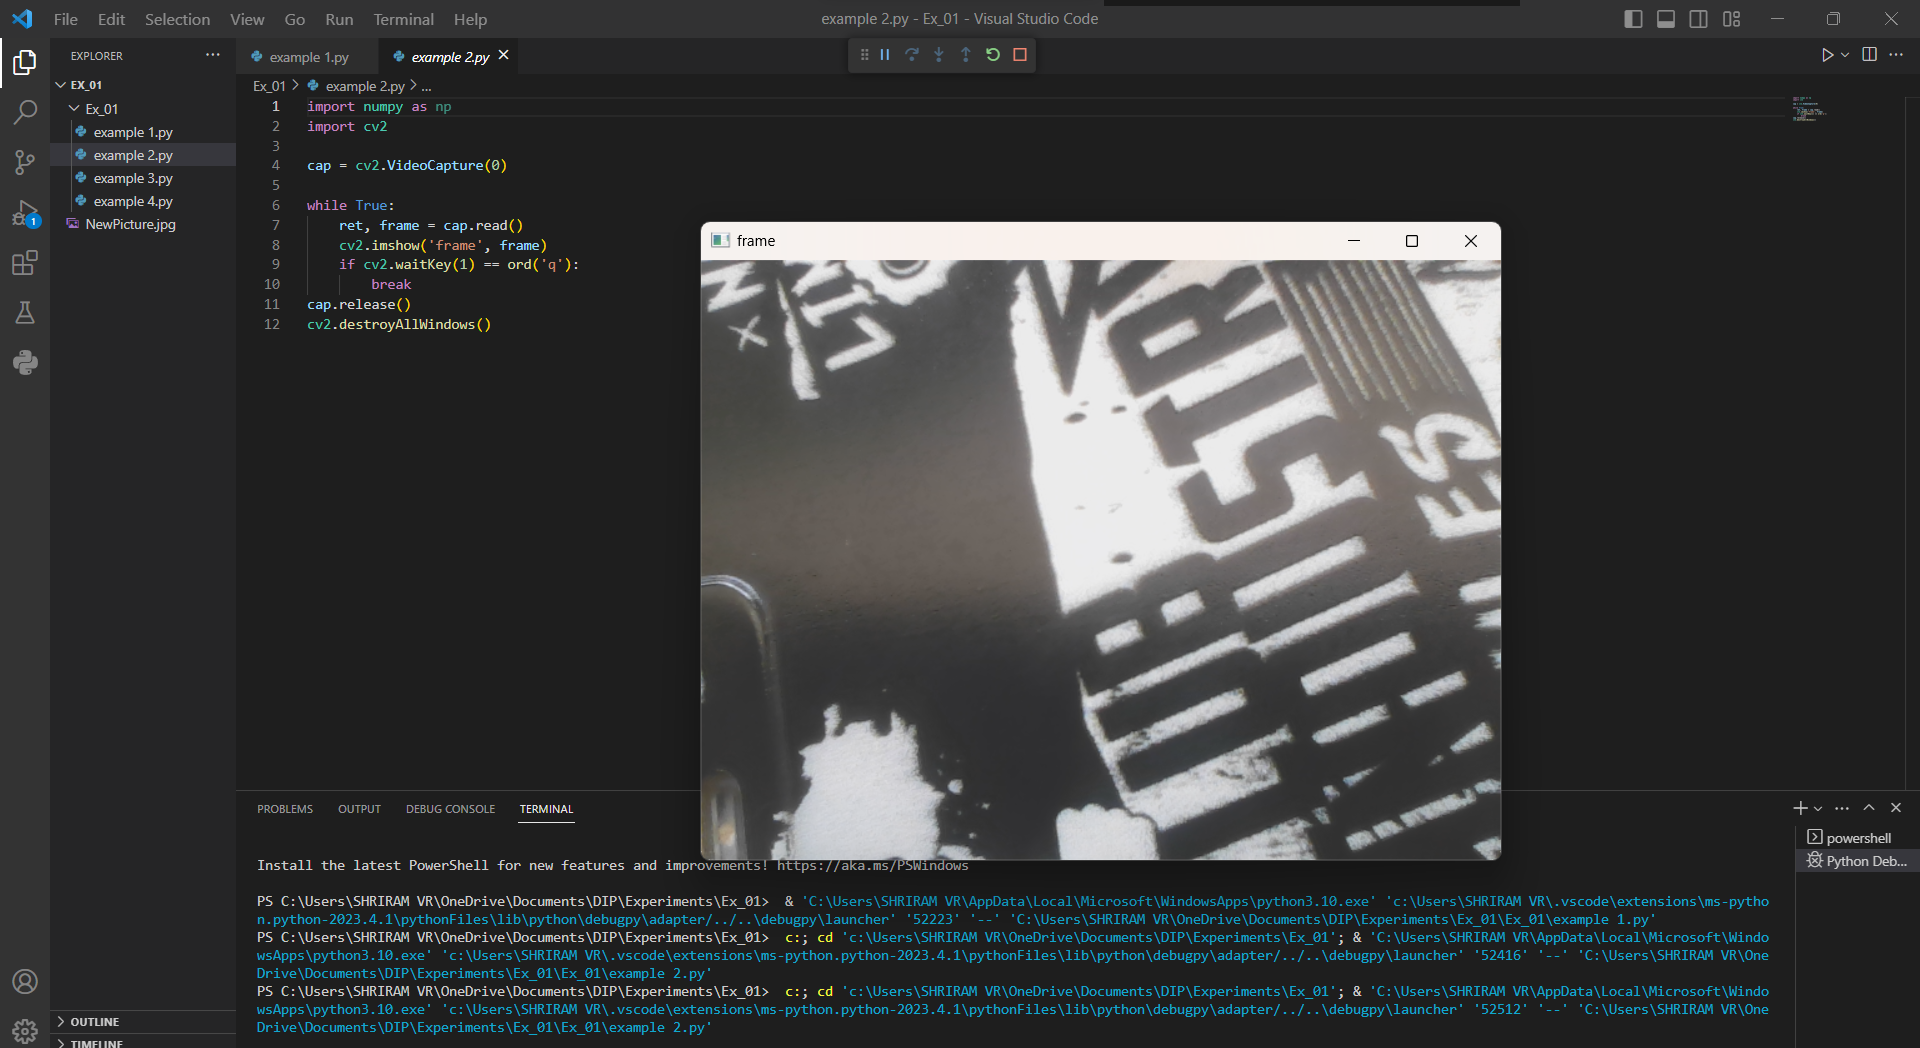 File Edit Selection View Go Run Terminal Help
example 2.py - Ex_01 - Visual Studio Code
EXPLORER
EX_01
Ex_01
example 1.py
example 2.py
example 3.py
example 4.py
NewPicture.jpg
1
OUTLINE
TIMELINE
example 1.py
example 2.py
Ex_01 > example 2.py > ...
1 import numpy as np
2 import cv2
3
4 cap = cv2.VideoCapture(0)
5
6 while True:
7 ret, frame = cap.read()
8 cv2.imshow('frame', frame)
9 if cv2.waitKey(1) == ord('q'):
10 break
11 cap.release()
12 cv2.destroyAllWindows()
frame
PROBLEMS OUTPUT DEBUG CONSOLE TERMINAL
powershell
Python Deb...
Install the latest PowerShell for new features and improvements! https://aka.ms/PSWindows
PS C:\Users\SHRIRAM VR\OneDrive\Documents\DIP\Experiments\Ex_01> & 'C:\Users\SHRIRAM VR\AppData\Local\Microsoft\WindowsApps\python3.10.exe' 'c:\Users\SHRIRAM VR\.vscode\extensions\ms-pytho
n.python-2023.4.1\pythonFiles\lib\python\debugpy\adapter/../..\debugpy\launcher' '52223' '--' 'C:\Users\SHRIRAM VR\OneDrive\Documents\DIP\Experiments\Ex_01\Ex_01\example 1.py'
PS C:\Users\SHRIRAM VR\OneDrive\Documents\DIP\Experiments\Ex_01> c:; cd 'c:\Users\SHRIRAM VR\OneDrive\Documents\DIP\Experiments\Ex_01'; & 'C:\Users\SHRIRAM VR\AppData\Local\Microsoft\Windo
wsApps\python3.10.exe' 'c:\Users\SHRIRAM VR\.vscode\extensions\ms-python.python-2023.4.1\pythonFiles\lib\python\debugpy\adapter/../..\debugpy\launcher' '52416' '--' 'C:\Users\SHRIRAM VR\One
Drive\Documents\DIP\Experiments\Ex_01\Ex_01\example 2.py'
PS C:\Users\SHRIRAM VR\OneDrive\Documents\DIP\Experiments\Ex_01> c:; cd 'c:\Users\SHRIRAM VR\OneDrive\Documents\DIP\Experiments\Ex_01'; & 'C:\Users\SHRIRAM VR\AppData\Local\Microsoft\Windo
wsApps\python3.10.exe' 'c:\Users\SHRIRAM VR\.vscode\extensions\ms-python.python-2023.4.1\pythonFiles\lib\python\debugpy\adapter/../..\debugpy\launcher' '52512' '--' 'C:\Users\SHRIRAM VR\One
Drive\Documents\DIP\Experiments\Ex_01\Ex_01\example 2.py'